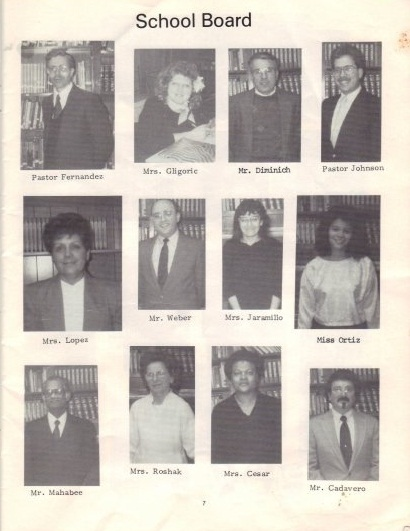 School Board
Pastor Fernandez Mrs. Gligoric Mr. Diminich Pastor Johnson
Mrs. Lopez Mr. Weber Mrs. Jaramillo Miss Ortiz
Mr. Mahabee Mrs. Roshak Mrs. Cesar Mr. Cadavero
7